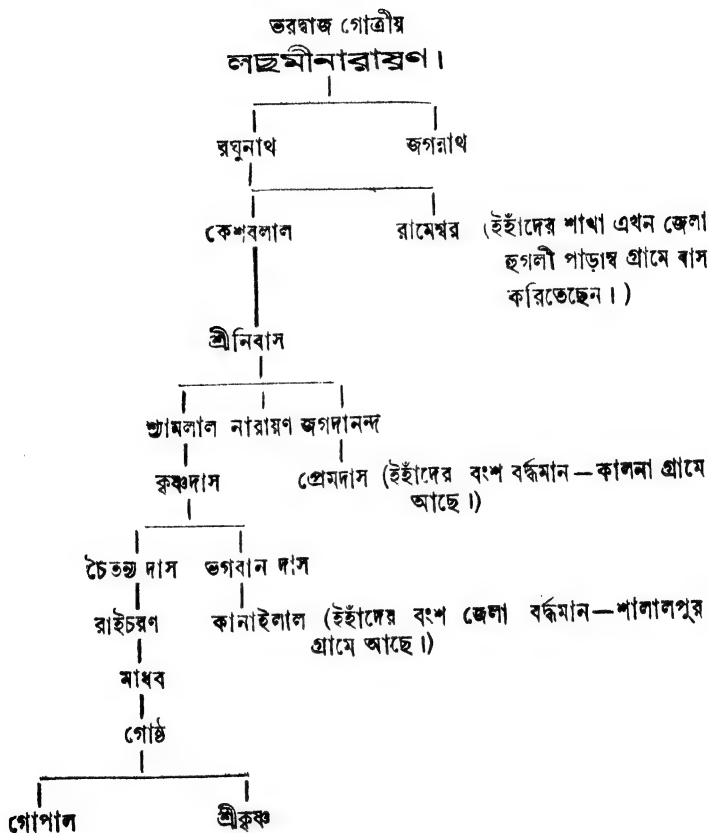 ভরদ্বাজ গোত্রীয়
লছমীনারায়ণ।
রঘুনাথ জগন্নাথ
কেশবলাল রামেশ্বর (ইহাঁদের শাখা এখন জেলা
হুগলী পাড়াম্ব গ্রামে বাস
করিতেছেন।)
শ্রীনিবাস
শ্যামলাল নারায়ণ জগদানন্দ
কৃষ্ণদাস প্রেমদাস (ইহাঁদের বংশ বর্দ্ধমান—কালনা গ্রামে
আছে।)
চৈতন্য দাস ভগবান দাস
রাইচরণ কানাইলাল (ইহাঁদের বংশ জেলা বর্দ্ধমান—শালালপুর
গ্রামে আছে।)
মাধব
গোষ্ঠ
গোপাল শ্রীকৃষ্ণ